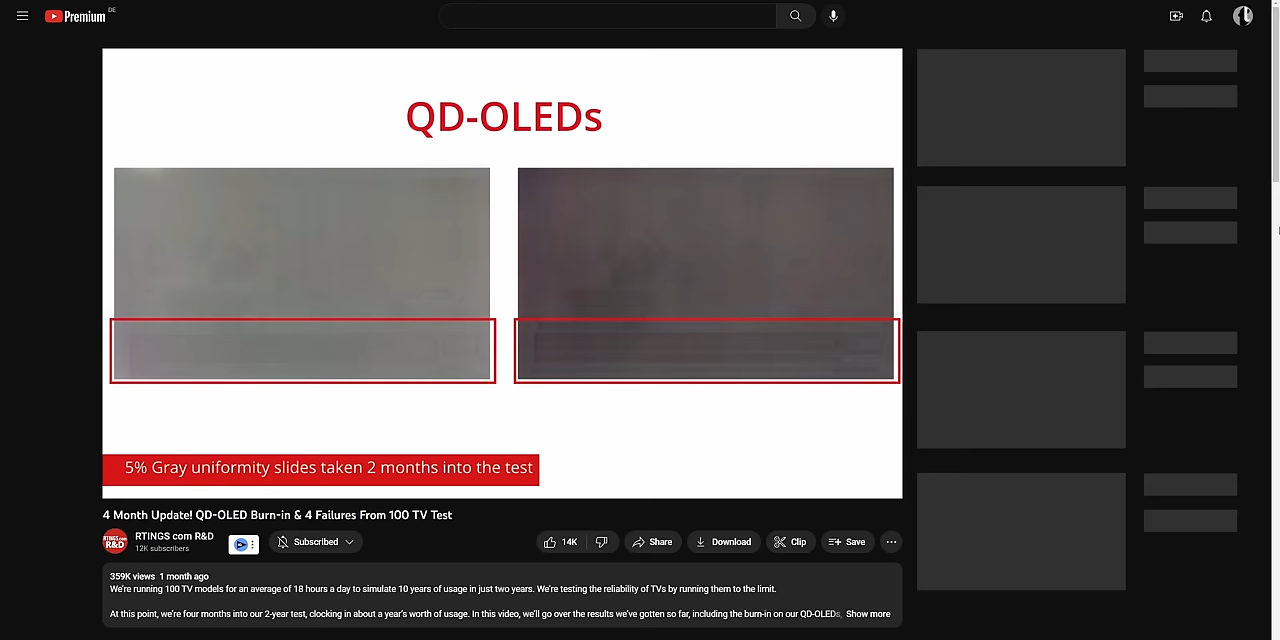 Premium DE
QD-OLEDs
5% Gray uniformity slides taken 2 months into the test
4 Month Update! QD-OLED Burn-in & 4 Failures From 100 TV Test
RTINGS.com
R&D
RTINGS com R&D
12K subscribers
Subscribed
14K
Share
Download
Clip
Save
359K views 1 month ago
We're running 100 TV models for an average of 18 hours a day to simulate 10 years of usage in just two years. We're testing the reliability of TVs by running them to the limit.
At this point, we're four months into our 2-year test, clocking in about a year's worth of usage. In this video, we'll go over the results we've gotten so far, including the burn-in on our QD-OLEDs, Show more